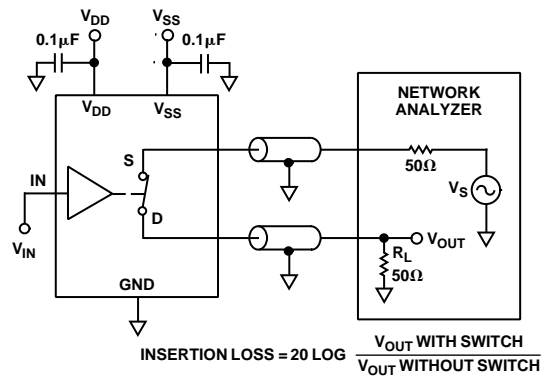 VDD
VSS
0.1µF
0.1µF
VDD
VSS
NETWORK
ANALYZER
S
50Ω
VS
IN
D
VOUT
VIN
RL
50Ω
GND
INSERTION LOSS = 20 LOG
VOUT WITH SWITCH
VOUT WITHOUT SWITCH